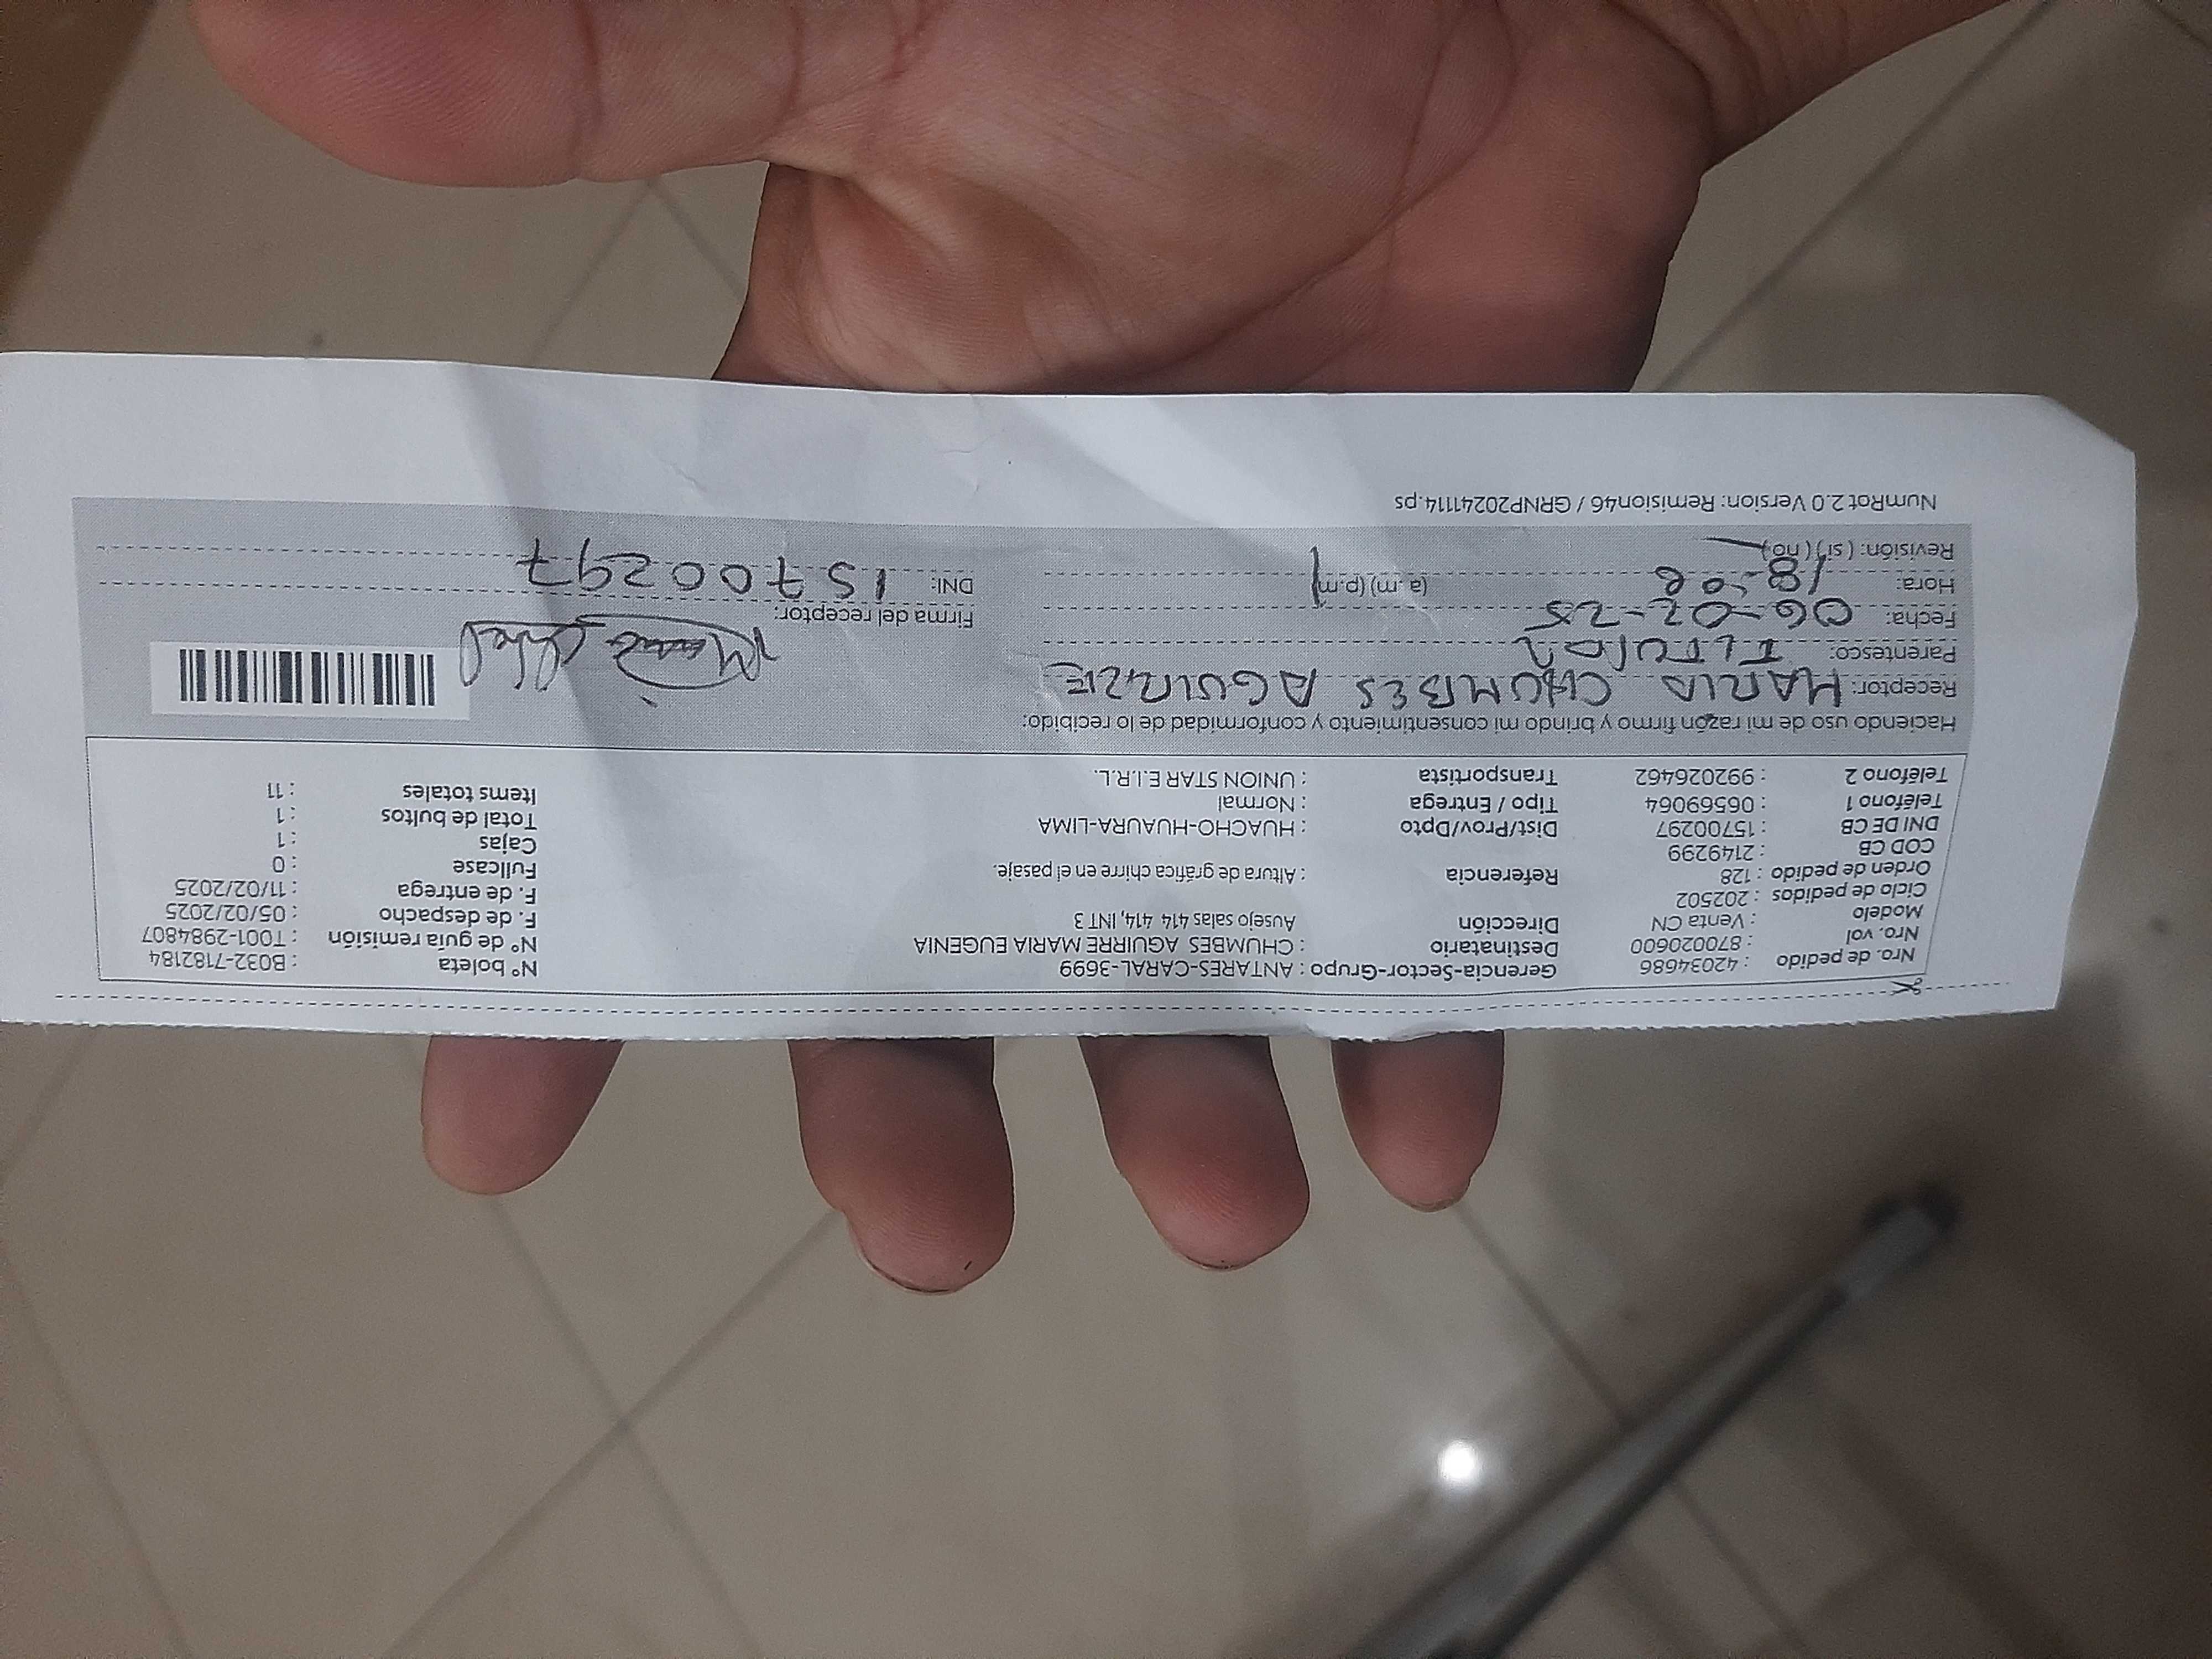 Nro. de pedido : 42034686 Gerencia-Sector-Grupo : ANTARES-CARAL-3699 N° boleta : B032-7182184
Nro. vol : 870020600 Destinatario : CHUMBES AGUIRRE MARIA EUGENIA N° de guía remisión : T001-2984807
Modelo : Venta CN Dirección Ausejo salas 414 414, INT 3 F. de despacho : 05/02/2025
Ciclo de pedidos : 202502 F. de entrega : 11/02/2025
Orden de pedido : 128 Referencia : Altura de gráfica chirre en el pasaje. Fullcase : 0
COD CB : 2149299 Cajas : 1
DNI DE CB : 15700297 Dist/Prov/Dpto : HUACHO-HUAURA-LIMA Total de bultos : 1
Teléfono 1 : 06569064 Tipo / Entrega : Normal Items totales : 11
Teléfono 2 : 992026462 Transportista : UNION STAR E.I.R.L.
Haciendo uso de mi razón firmo y brindo mi consentimiento y conformidad de lo recibido:
Receptor: MARIA CHUMBES AGUIRRE
Parentesco:
Fecha: 06-02-25 Firma del receptor:
Hora: (a.m) (p.m) DNI: 15700297
Revisión: (si) (no)
NumRot 2.0 Version: Remision46 / GRNP20241114.ps